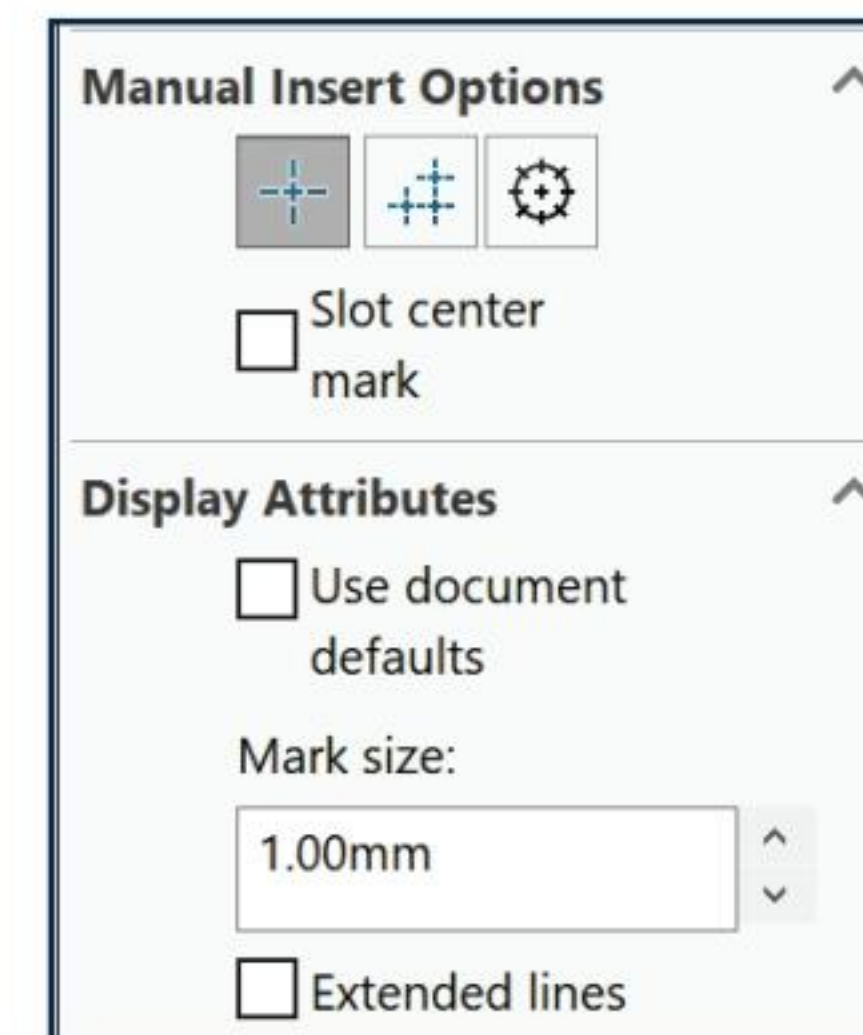 Manual Insert Options
Slot center
mark
Display Attributes
Use document
defaults
Mark size:
1.00mm
Extended lines